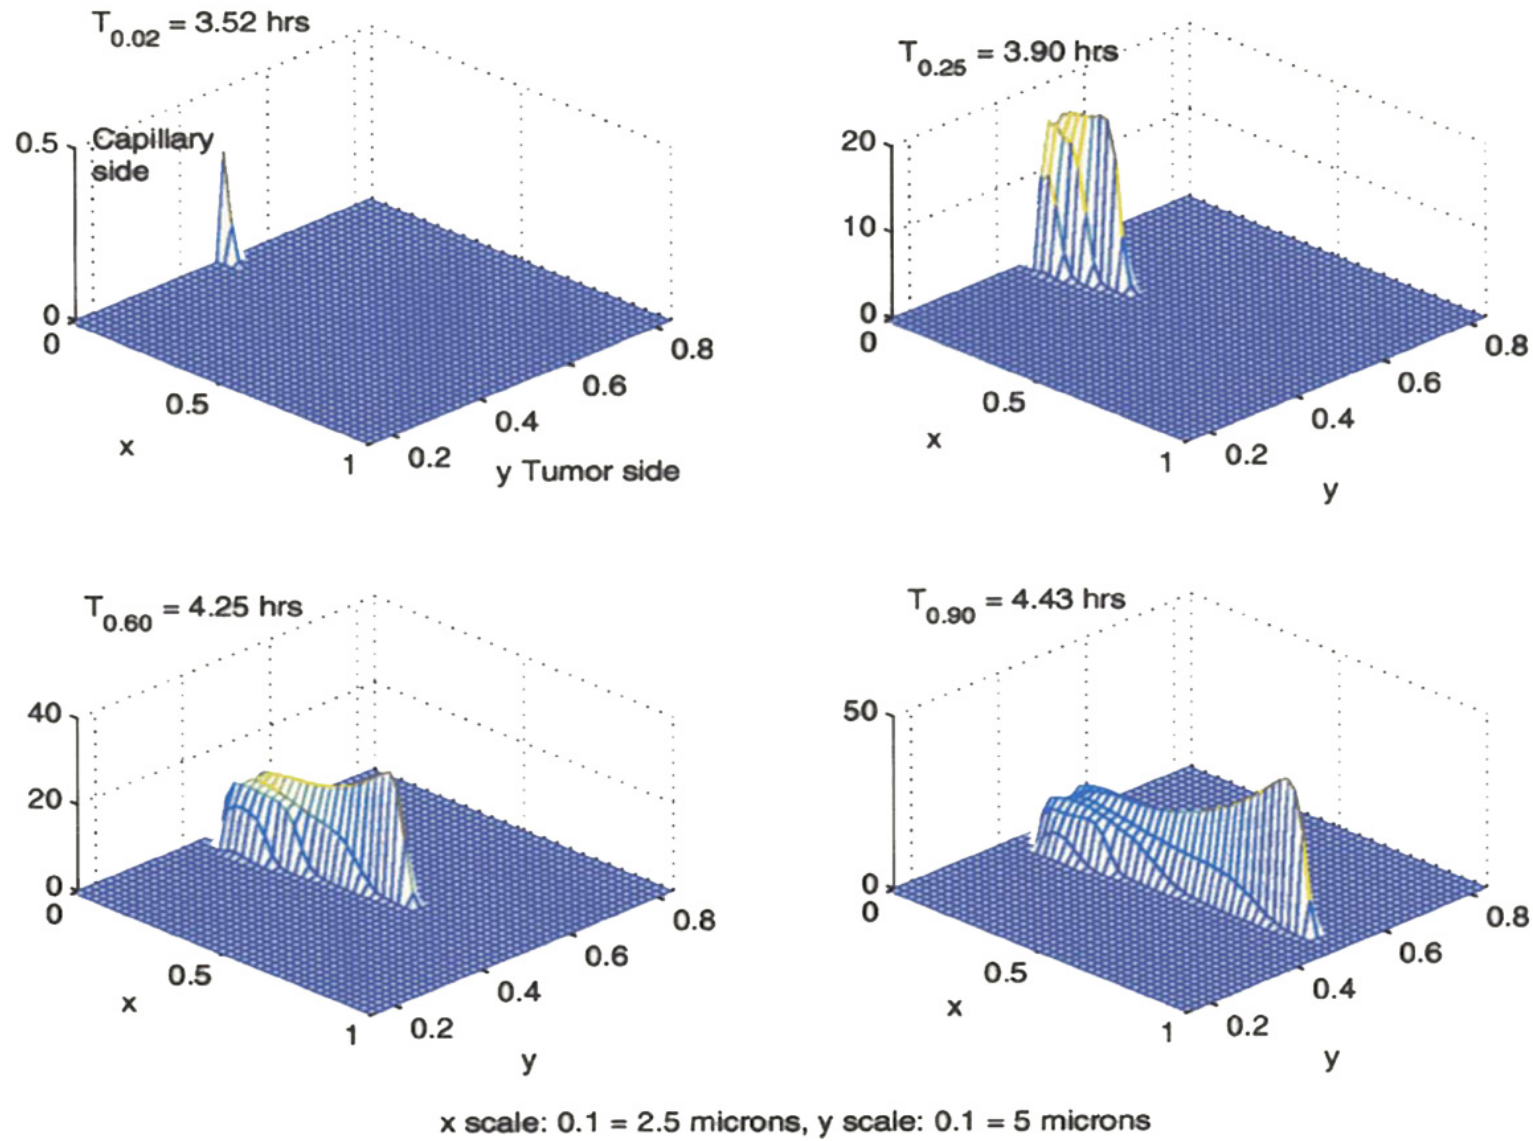 T0.02 = 3.52 hrs
Capillary
side
0.5
0
0
0.5
1
x
0.2
0.4
0.6
0.8
y Tumor side
T0.25 = 3.90 hrs
20
10
0
0
0.5
1
x
0.2
0.4
0.6
0.8
y
T0.60 = 4.25 hrs
40
20
0
0
0.5
1
x
0.2
0.4
0.6
0.8
y
T0.90 = 4.43 hrs
50
0
0
0.5
1
x
0.2
0.4
0.6
0.8
y
x scale: 0.1 = 2.5 microns, y scale: 0.1 = 5 microns